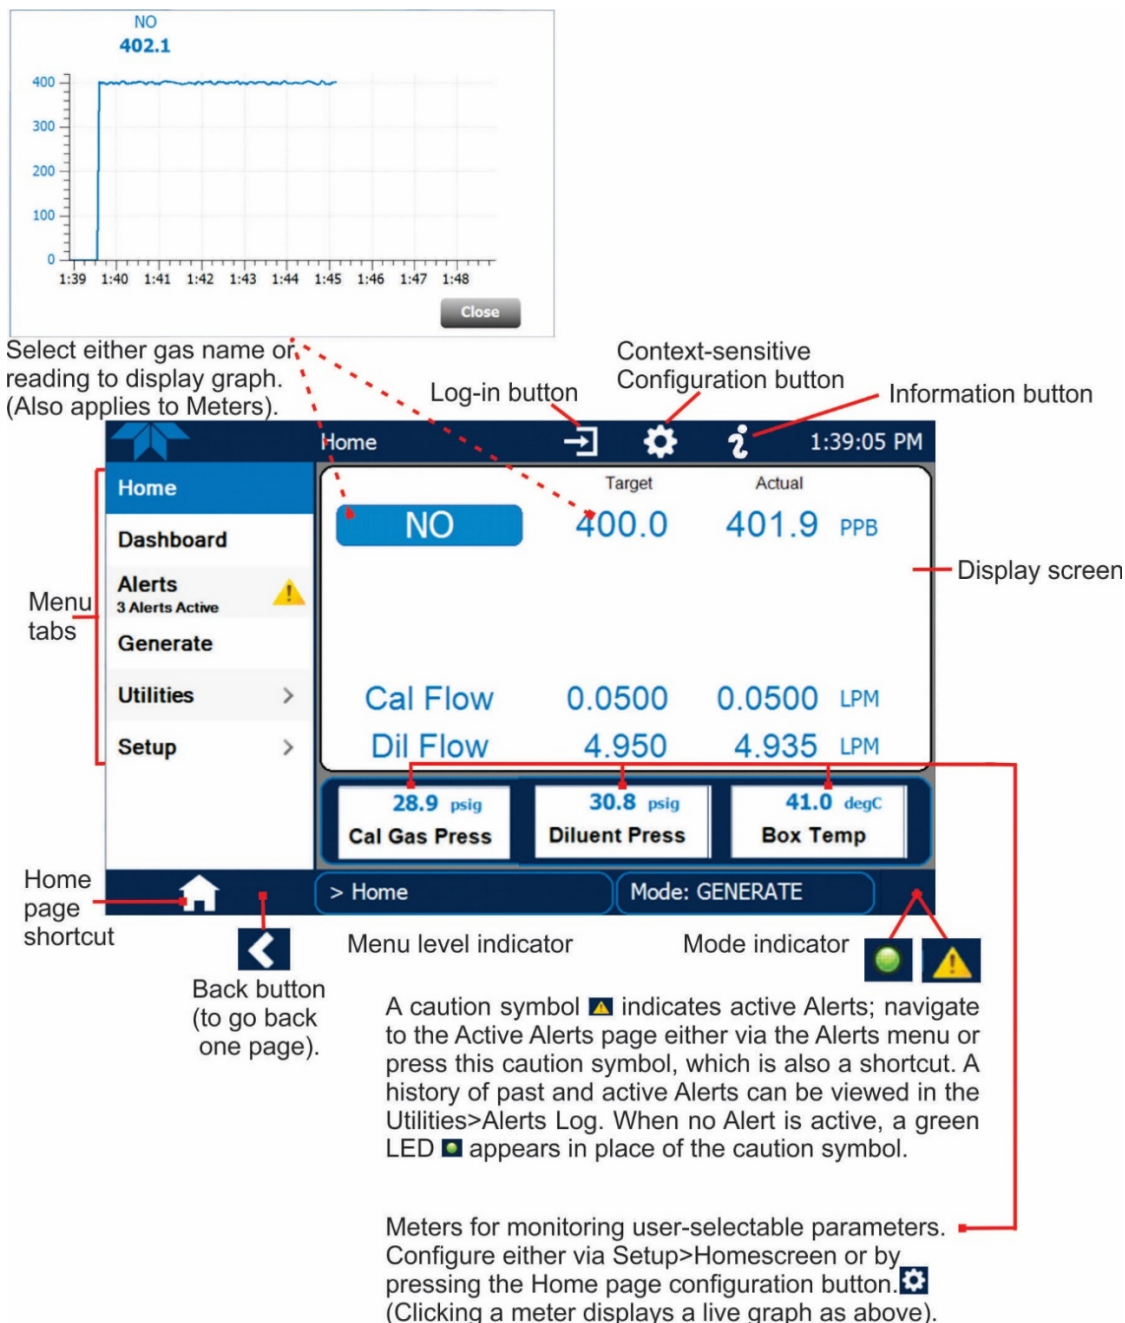 NO
402.1
400
300
200
100
0
1:39 1:40 1:41 1:42 1:43 1:44 1:45 1:46 1:47 1:48
Close
Select either gas name or
reading to display graph.
(Also applies to Meters).
Log-in button
Context-sensitive
Configuration button
Information button
Home
1:39:05 PM
Home
Dashboard
Alerts
3 Alerts Active
Generate
Utilities >
Setup >
Target Actual
NO 400.0 401.9 PPB
Cal Flow 0.0500 0.0500 LPM
Dil Flow 4.950 4.935 LPM
28.9 psig
Cal Gas Press
30.8 psig
Diluent Press
41.0 degC
Box Temp
Display screen
Menu
tabs
Home
page
shortcut
> Home
Mode: GENERATE
Menu level indicator
Mode indicator
Back button
(to go back
one page).
A caution symbol indicates active Alerts; navigate
to the Active Alerts page either via the Alerts menu or
press this caution symbol, which is also a shortcut. A
history of past and active Alerts can be viewed in the
Utilities>Alerts Log. When no Alert is active, a green
LED appears in place of the caution symbol.
Meters for monitoring user-selectable parameters.
Configure either via Setup>Homescreen or by
pressing the Home page configuration button.
(Clicking a meter displays a live graph as above).